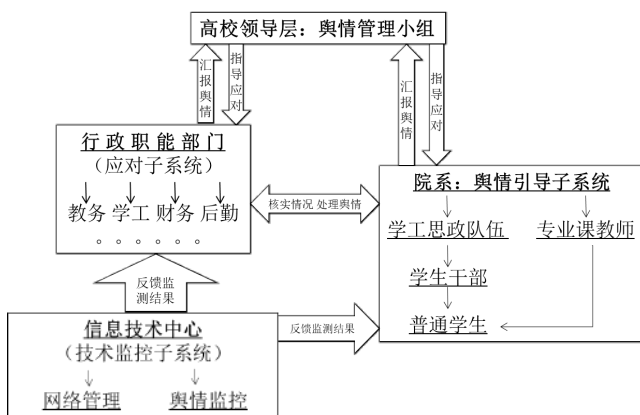 高校领导层：舆情管理小组
汇报舆情
指导应对
汇报舆情
指导应对
行政职能部门
（应对子系统）
教务 学工 财务 后勤
。。。。。。
核实情况 处理舆情
院系：舆情引导子系统
学工思政队伍
专业课教师
学生干部
普通学生
反馈监
测结果
信息技术中心
（技术监控子系统）
网络管理
舆情监控
反馈监测结果